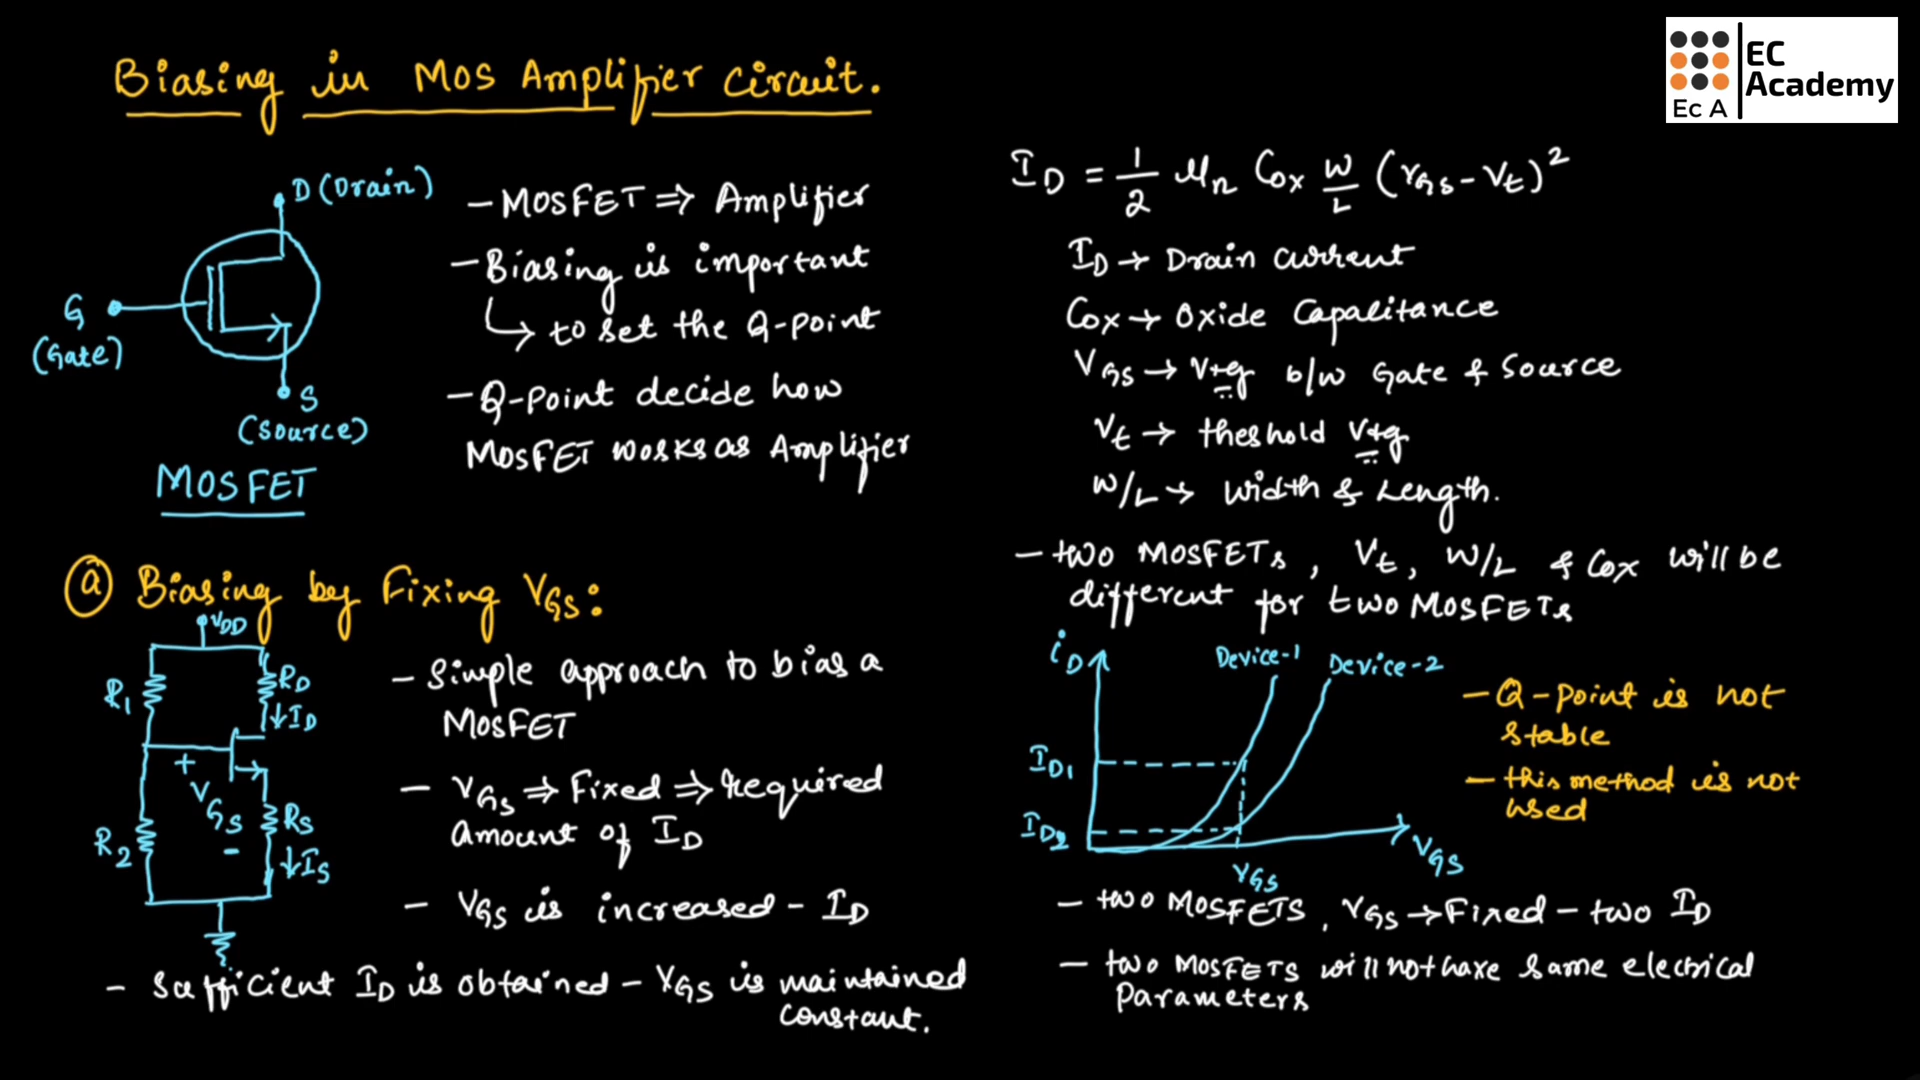 Biasing in MOS Amplifier circuit.
EC
Academy
Ec A
D (Drain)
G
(Gate)
S
(Source)
MOSFET
- MOSFET ⇒ Amplifier
- Biasing is important
↳ to set the Q-point
- Q-point decide how
MOSFET works as Amplifier
ⓐ Biasing by Fixing VGS:
VDD
R1
RD
↓ID
+
VGS
-
R2
RS
↓IS
- Simple approach to bias a
MOSFET
- VGS ⇒ Fixed ⇒ required
amount of ID
- VGS is increased - ID
- Sufficient ID is obtained - VGS is maintained
constant.
ID = 1/2 μn Cox W/L (VGS - Vt)²
ID → Drain current
Cox → Oxide Capacitance
VGS → Vtg b/w Gate & Source
Vt → theshold Vtg
W/L → Width & Length.
- two MOSFETs, Vt, W/L & Cox will be
different for two MOSFETs
iD
Device-1
Device-2
ID1
ID2
VGS
VGS
- Q-point is not
stable
- this method is not
used
- two MOSFETS, VGS → Fixed - two ID
- two MOSFETS will not have same electrical
Parameters